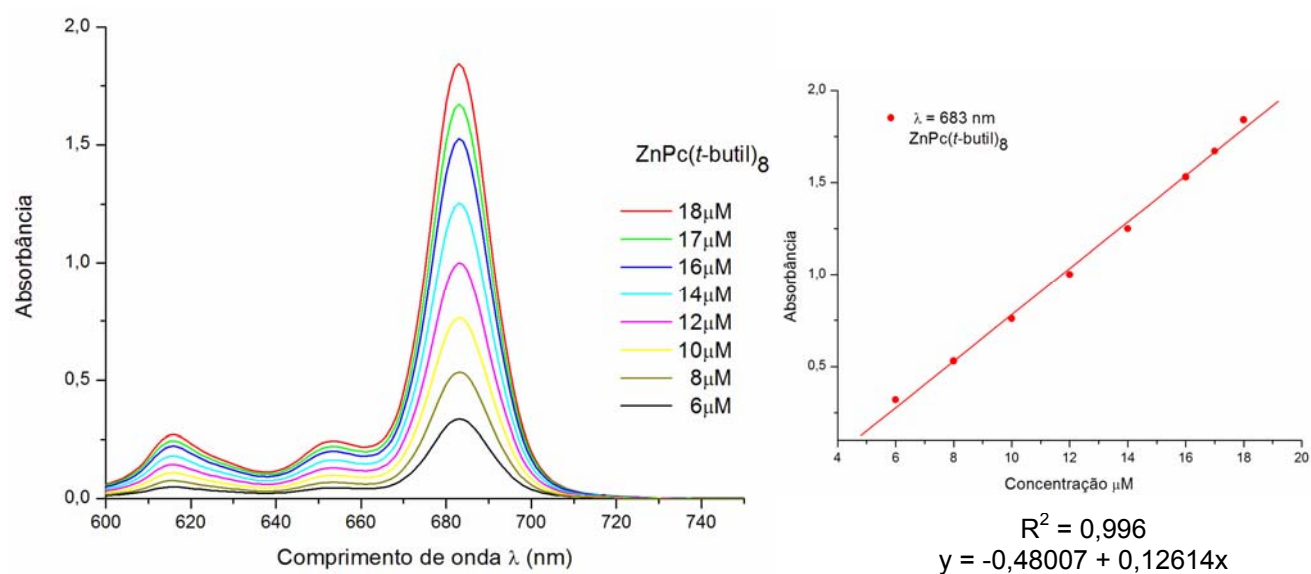 2,0
1,5
1,0
0,5
0,0
Absorbância
600
620
640
660
680
700
720
740
Comprimento de onda λ (nm)
ZnPc(t-butil)8
18μM
17μM
16μM
14μM
12μM
10μM
8μM
6μM
2,0
1,5
1,0
0,5
Absorbância
λ = 683 nm
ZnPc(t-butil)8
4
6
8
10
12
14
16
18
20
Concentração μM
R² = 0,996
y = -0,48007 + 0,12614x